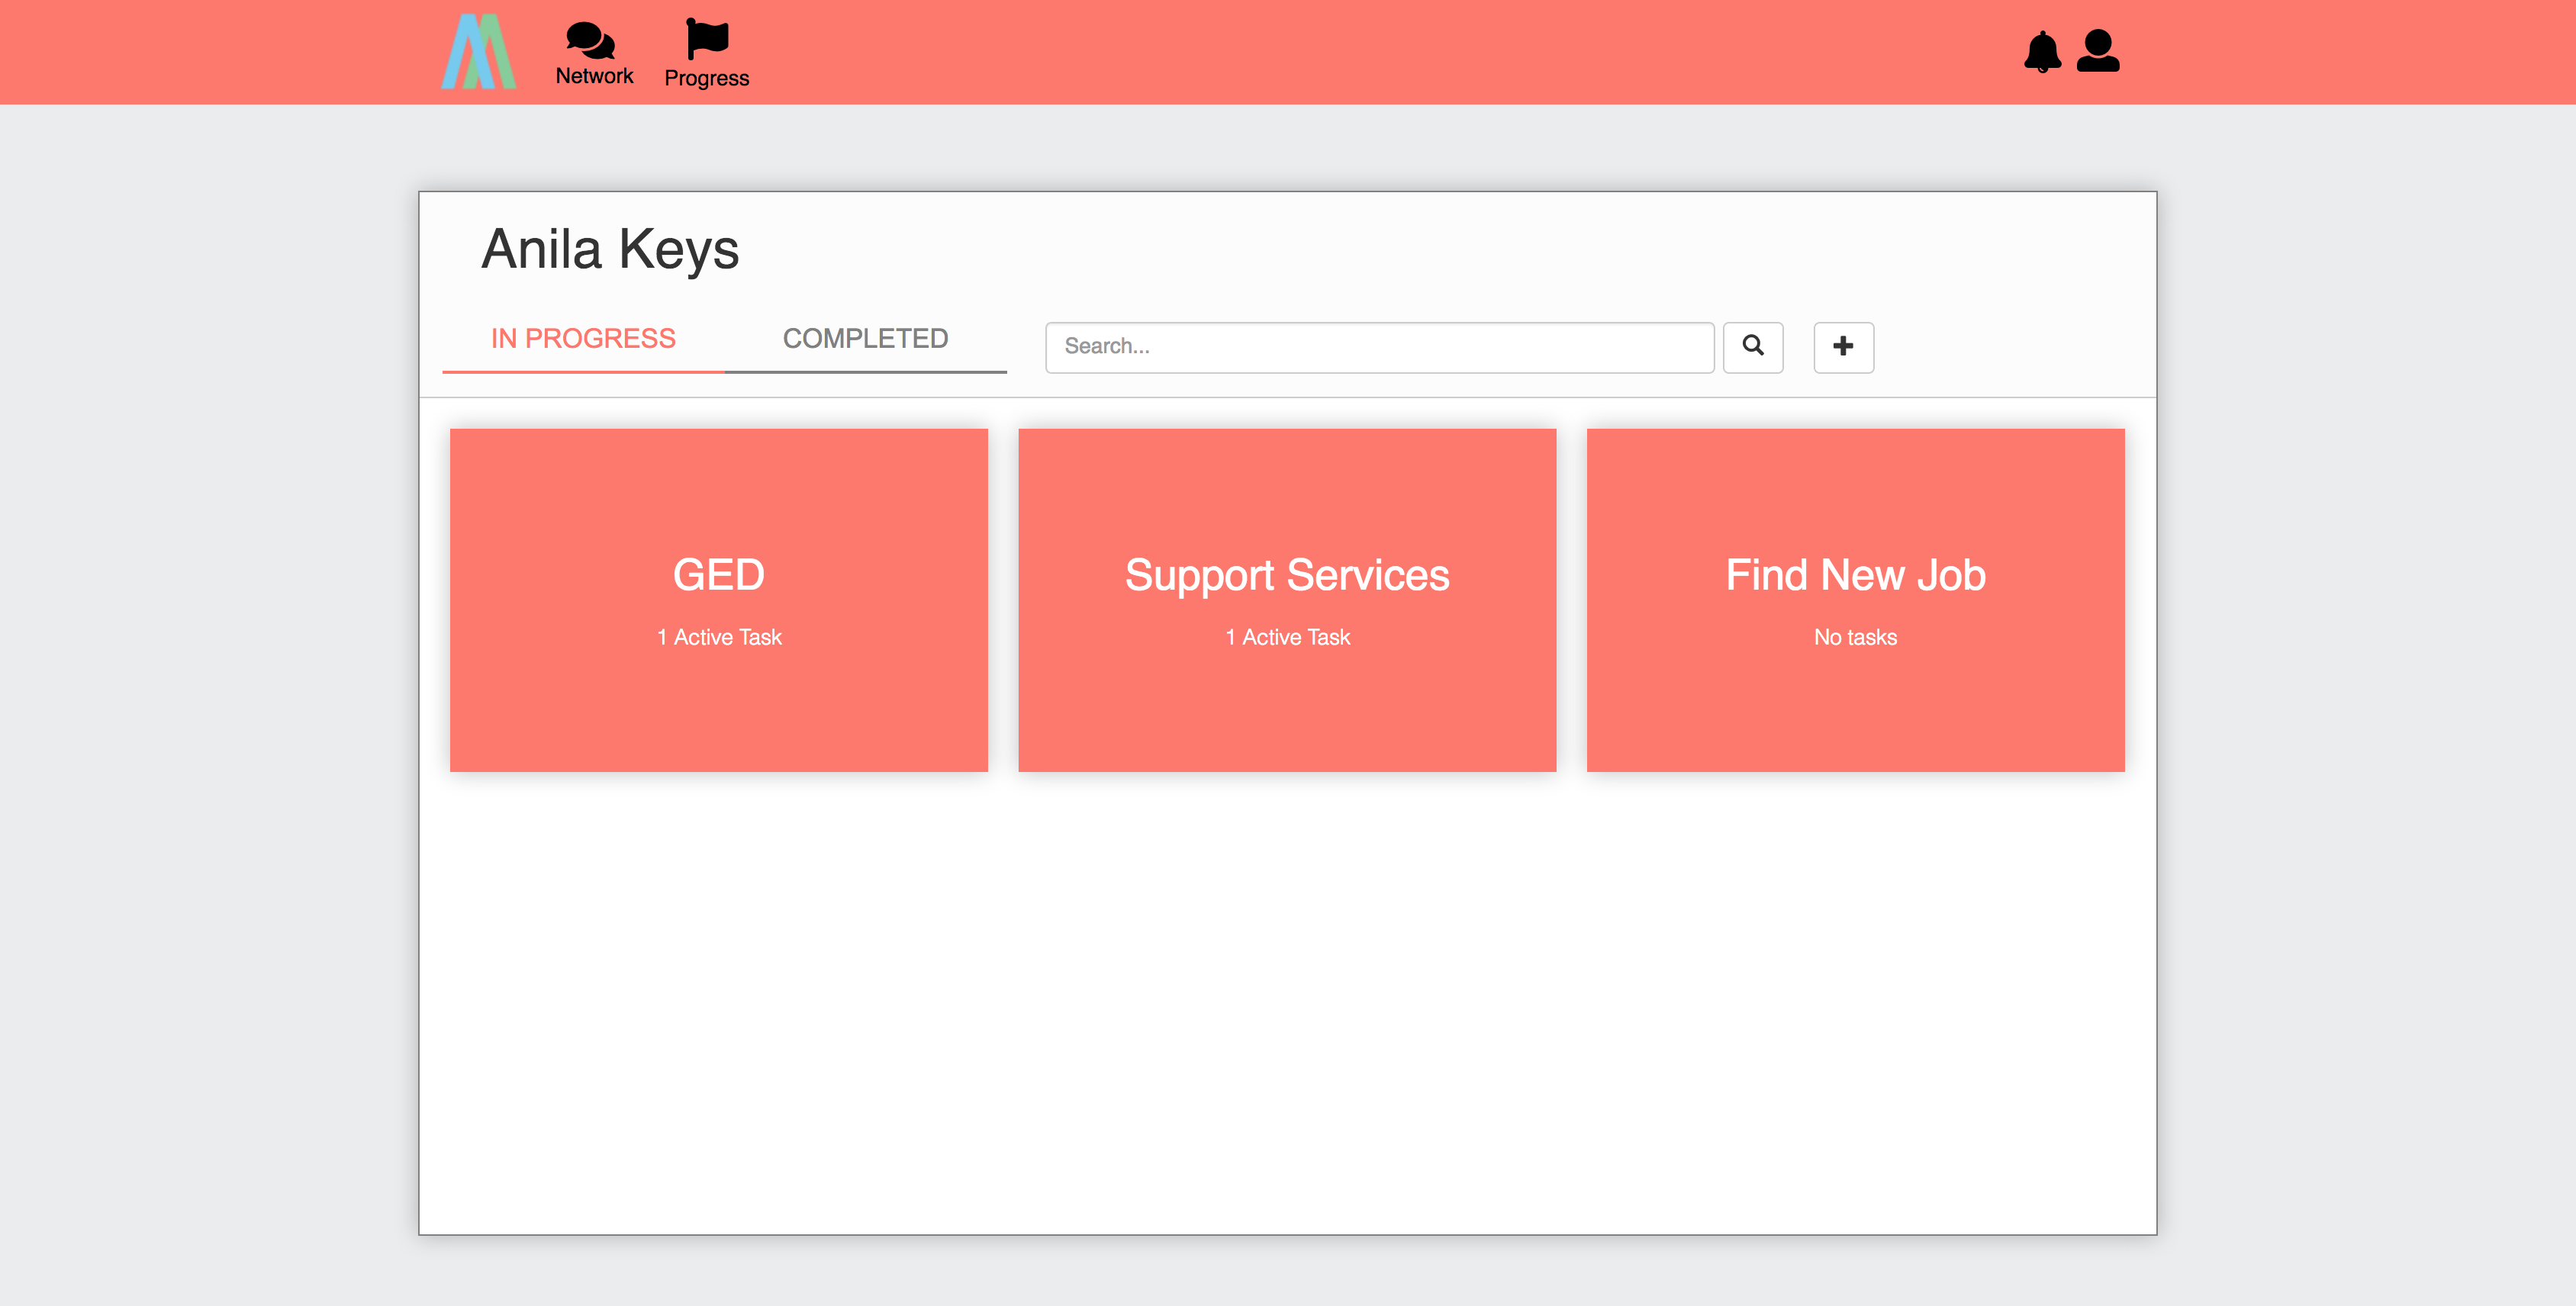 Network
Progress
Anila Keys
IN PROGRESS
COMPLETED
Search...
GED
1 Active Task
Support Services
1 Active Task
Find New Job
No tasks